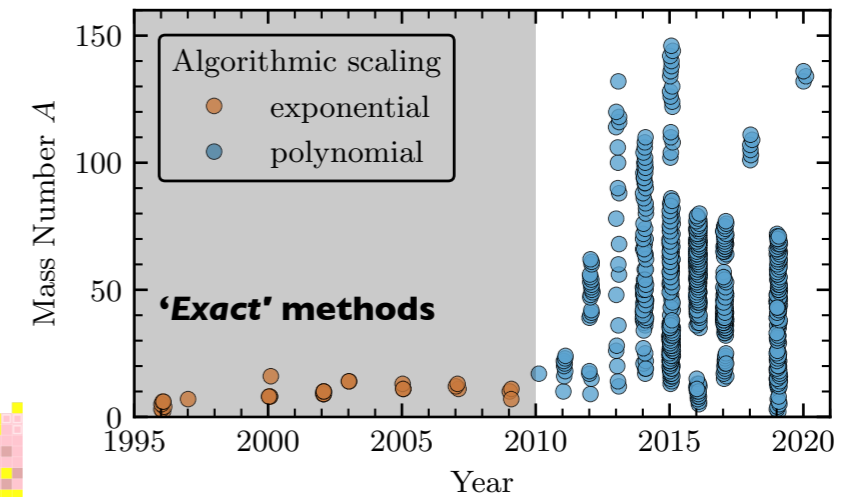 150
100
50
0
Mass Number A
Algorithmic scaling
exponential
polynomial
‘Exact’ methods
1995 2000 2005 2010 2015 2020
Year